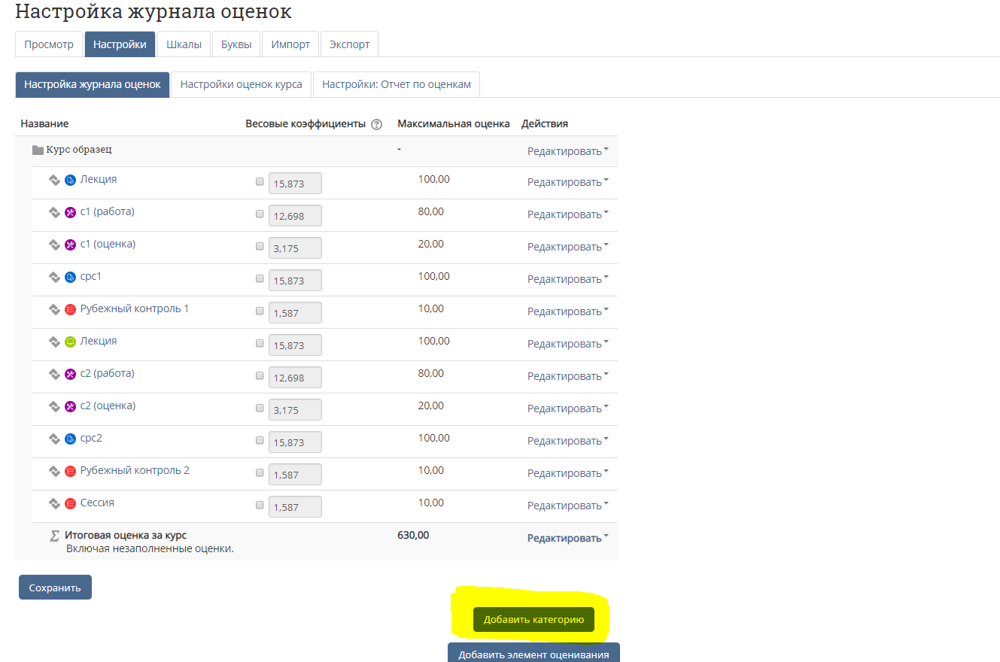 Настройка журнала оценок
Просмотр Настройки Шкалы Буквы Импорт Экспорт
Настройка журнала оценок Настройки оценок курса Настройки: Отчет по оценкам
Название Весовые коэффициенты ? Максимальная оценка Действия
Курс образец - Редактировать
Лекция 15,873 100,00 Редактировать
с1 (работа) 12,698 80,00 Редактировать
с1 (оценка) 3,175 20,00 Редактировать
срс1 15,873 100,00 Редактировать
Рубежный контроль 1 1,587 10,00 Редактировать
Лекция 15,873 100,00 Редактировать
с2 (работа) 12,698 80,00 Редактировать
с2 (оценка) 3,175 20,00 Редактировать
срс2 15,873 100,00 Редактировать
Рубежный контроль 2 1,587 10,00 Редактировать
Сессия 1,587 10,00 Редактировать
Σ Итоговая оценка за курс 630,00 Редактировать
Включая незаполненные оценки.
Сохранить
Добавить категорию
Добавить элемент оценивания